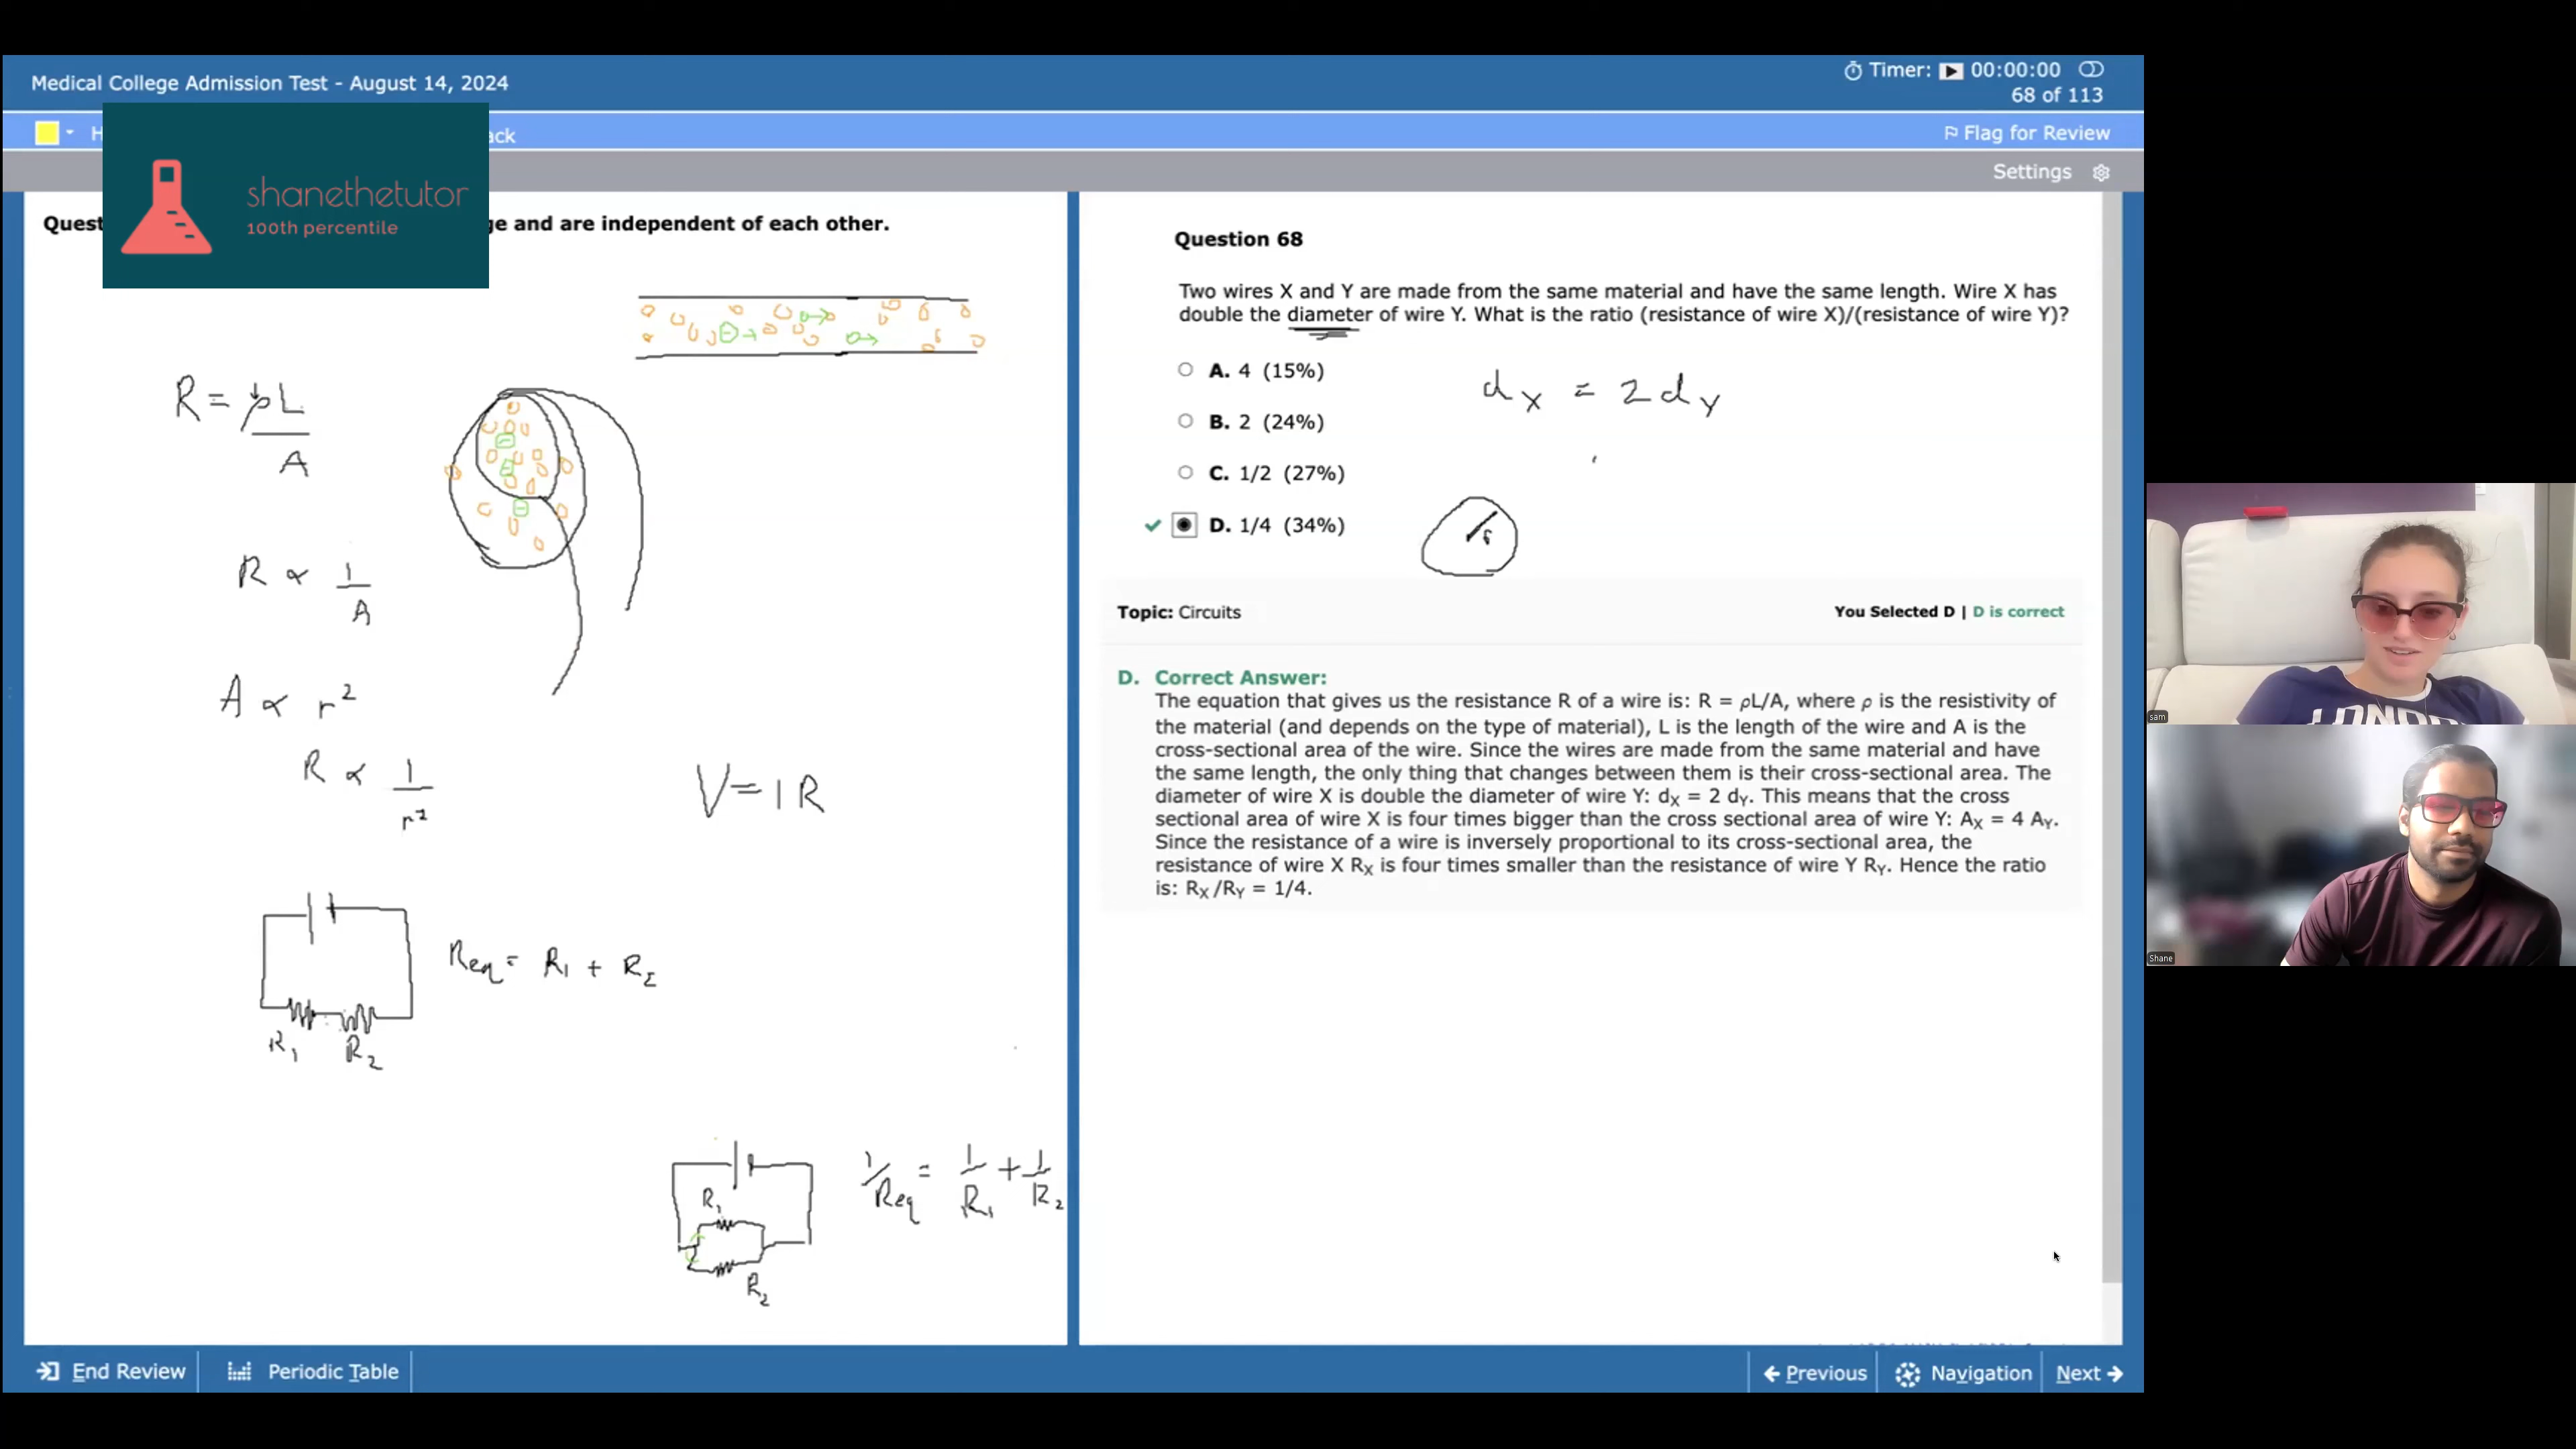 Medical College Admission Test - August 14, 2024
Timer: 00:00:00
68 of 113
H
ack
Flag for Review
Settings
shanethetutor
100th percentile
Quest
ge and are independent of each other.
R = ρL
A
R ∝ 1
A
A ∝ r²
R ∝ 1
r²
V = IR
Req = R₁ + R₂
R₁ R₂
R₁
R₂
1/Req = 1/R₁ + 1/R₂
Question 68
Two wires X and Y are made from the same material and have the same length. Wire X has
double the diameter of wire Y. What is the ratio (resistance of wire X)/(resistance of wire Y)?
A. 4 (15%)
B. 2 (24%)
C. 1/2 (27%)
D. 1/4 (34%)
dX = 2dY
r
Topic: Circuits
You Selected D | D is correct
D. Correct Answer:
The equation that gives us the resistance R of a wire is: R = ρL/A, where ρ is the resistivity of
the material (and depends on the type of material), L is the length of the wire and A is the
cross-sectional area of the wire. Since the wires are made from the same material and have
the same length, the only thing that changes between them is their cross-sectional area. The
diameter of wire X is double the diameter of wire Y: dX = 2 dY. This means that the cross
sectional area of wire X is four times bigger than the cross sectional area of wire Y: AX = 4 AY.
Since the resistance of a wire is inversely proportional to its cross-sectional area, the
resistance of wire X RX is four times smaller than the resistance of wire Y RY. Hence the ratio
is: RX/RY = 1/4.
LONDON
sam
Shane
End Review
Periodic Table
Previous
Navigation
Next